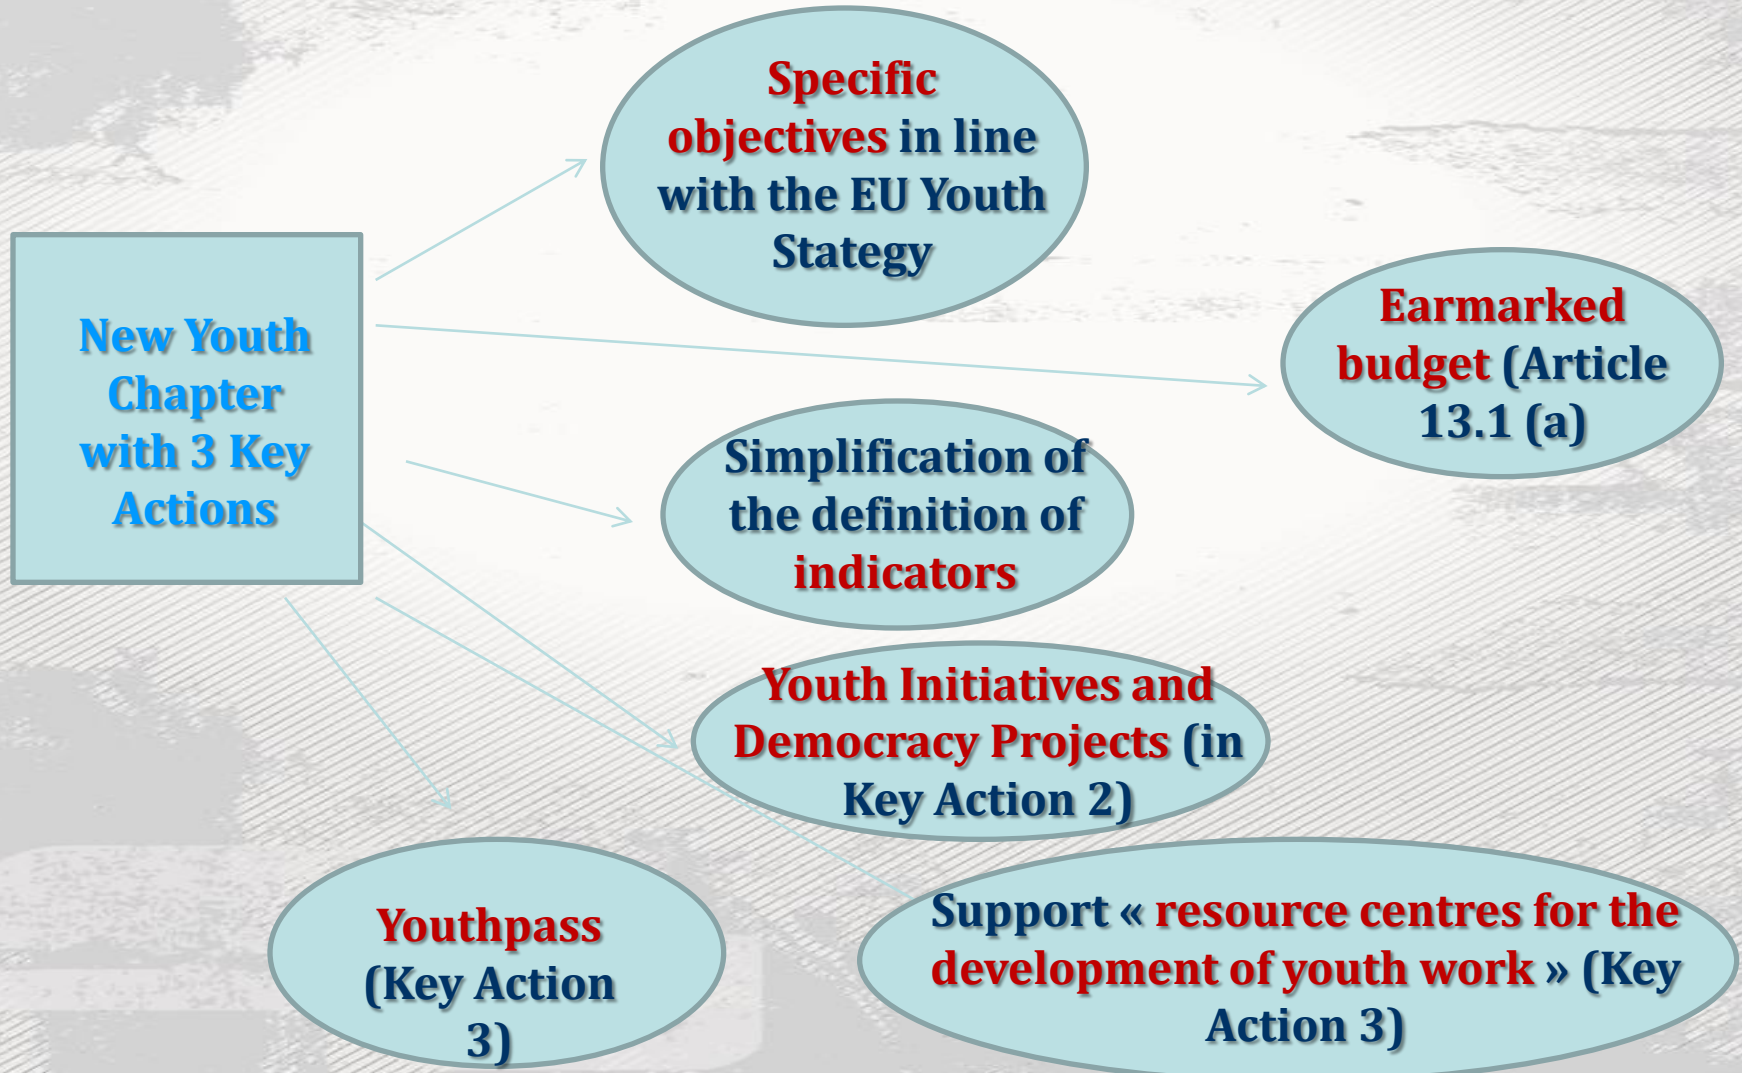 Specific
objectives in line
with the EU Youth
Stategy
New Youth
Chapter
with 3 Key
Actions
Earmarked
budget (Article
13.1 (a)
Simplification of
the definition of
indicators
Youth Initiatives and
Democracy Projects (in
Key Action 2)
Youthpass
(Key Action
3)
Support « resource centres for the
development of youth work » (Key
Action 3)